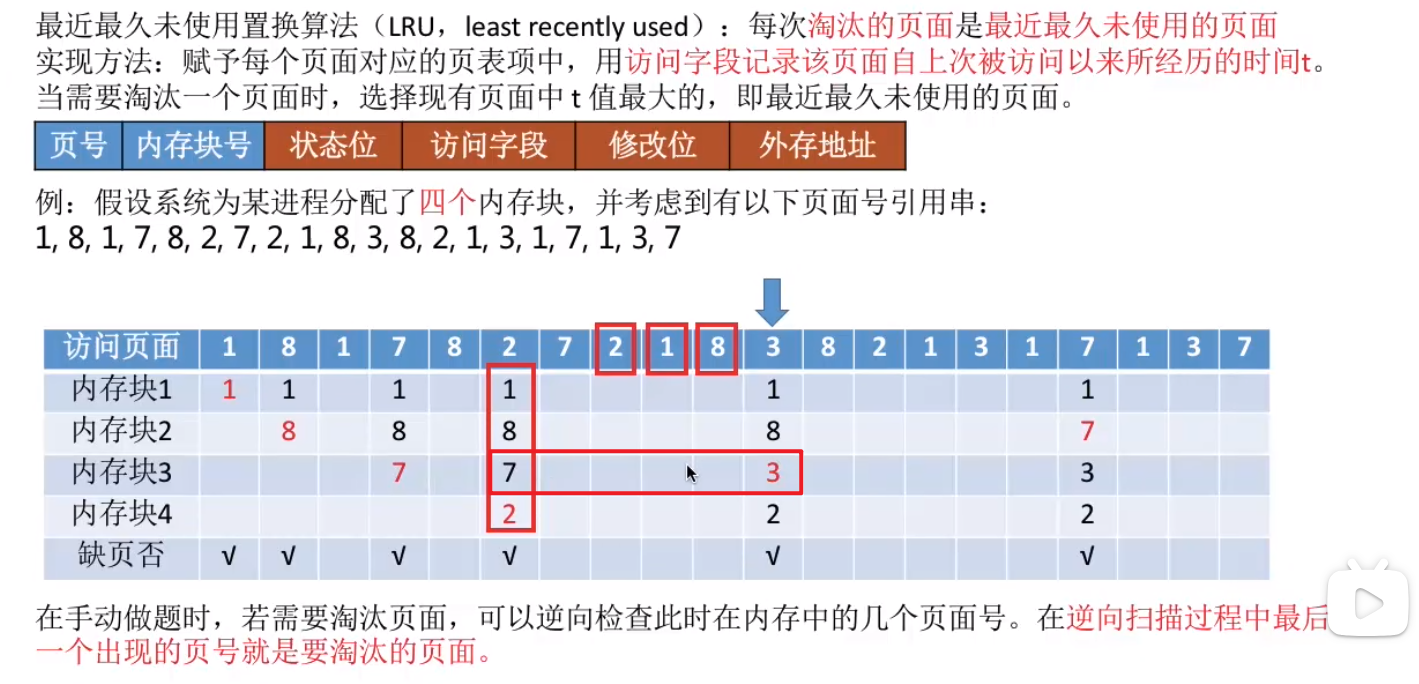 最近最久未使用置换算法（LRU，least recently used）：每次淘汰的页面是最近最久未使用的页面
实现方法：赋予每个页面对应的页表项中，用访问字段记录该页面自上次被访问以来所经历的时间t。
当需要淘汰一个页面时，选择现有页面中 t 值最大的，即最近最久未使用的页面。
页号 内存块号 状态位 访问字段 修改位 外存地址
例：假设系统为某进程分配了四个内存块，并考虑到有以下页面号引用串：
1, 8, 1, 7, 8, 2, 7, 2, 1, 8, 3, 8, 2, 1, 3, 1, 7, 1, 3, 7
访问页面 1 8 1 7 8 2 7 2 1 8 3 8 2 1 3 1 7 1 3 7
内存块1 1 1 1 1 1 1
内存块2 8 8 8 8 7
内存块3 7 7 3 3
内存块4 2 2 2
缺页否 √ √ √ √ √ √
在手动做题时，若需要淘汰页面，可以逆向检查此时在内存中的几个页面号。在逆向扫描过程中最后
一个出现的页号就是要淘汰的页面。